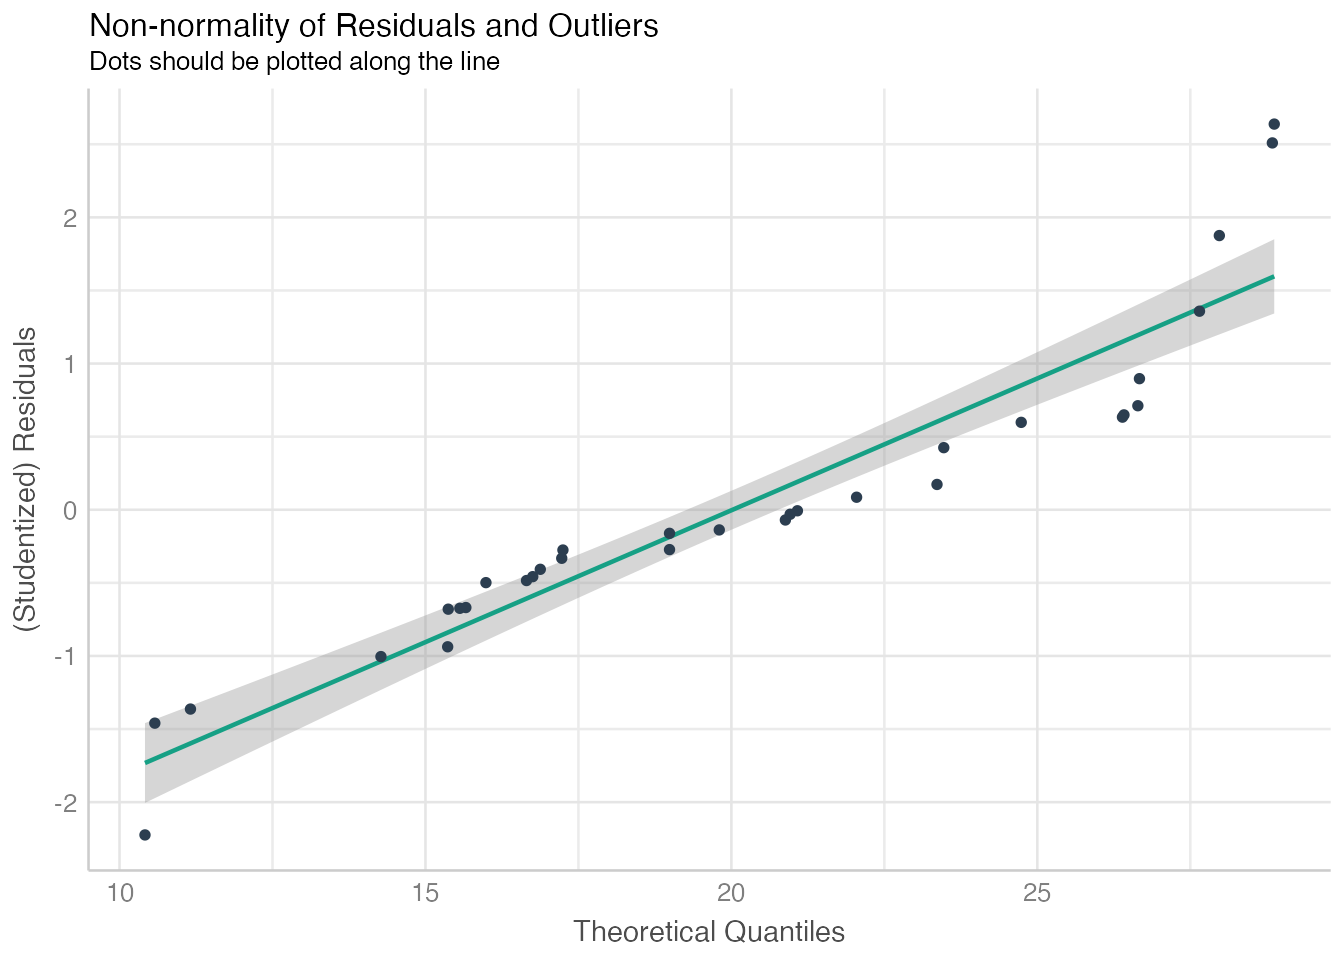 Non-normality of Residuals and Outliers
Dots should be plotted along the line
(Studentized) Residuals
2
1
0
-1
-2
10 15 20 25
Theoretical Quantiles